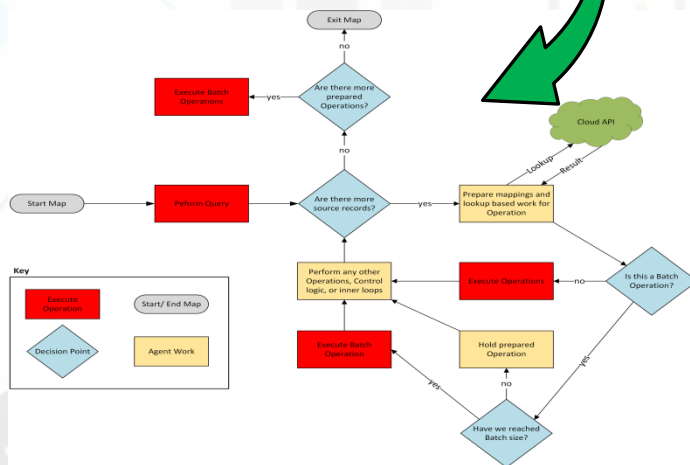 Exit Map
no
Execute Batch
Operations
yes
Are there more
prepared
Operations?
Cloud API
no
Lookup
Result
Start Map
Peform Query
Are there more
source records?
yes
Prepare mappings and
lookup based work for
Operation
Key
Execute
Operation
Start/ End Map
Decision Point
Agent Work
Perform any other
Operations, Control
logic, or inner loops
Execute Operations
no
Is this a Batch
Operation?
Execute Batch
Operation
Hold prepared
Operation
yes
no
yes
Have we reached
Batch size?